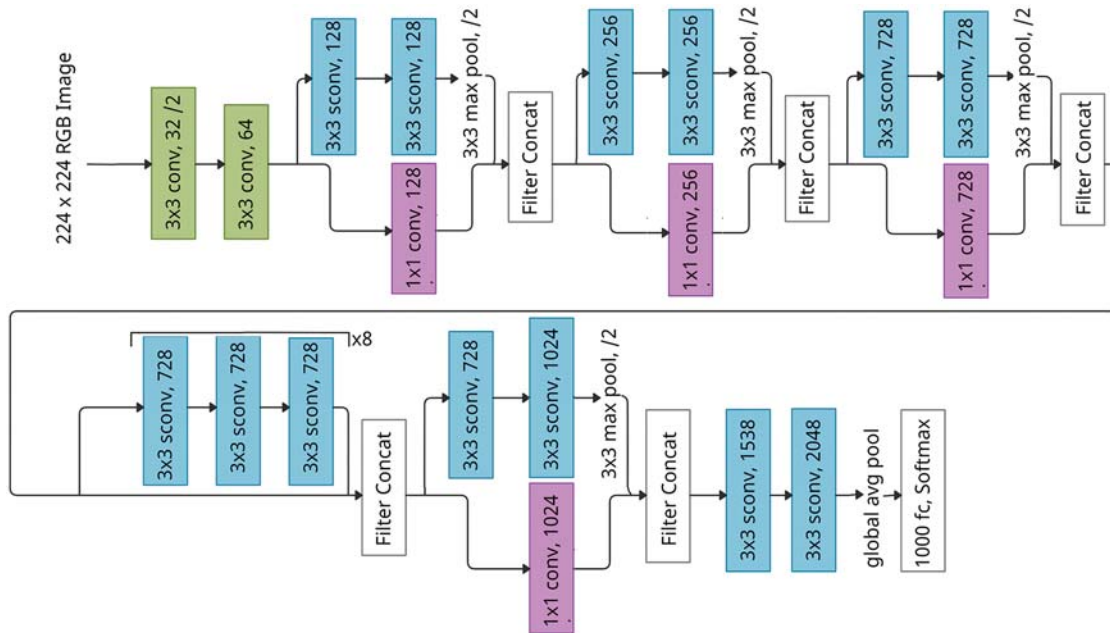 224 x 224 RGB Image
3x3 conv, 32 /2
3x3 conv, 64
3x3 sconv, 128
3x3 sconv, 128
3x3 max pool, /2
1x1 conv, 128
Filter Concat
3x3 sconv, 256
3x3 sconv, 256
3x3 max pool, /2
1x1 conv, 256
Filter Concat
3x3 sconv, 728
3x3 sconv, 728
3x3 max pool, /2
1x1 conv, 728
Filter Concat
3x3 sconv, 728
3x3 sconv, 728
3x3 sconv, 728
x8
Filter Concat
3x3 sconv, 728
3x3 sconv, 1024
3x3 max pool, /2
1x1 conv, 1024
Filter Concat
3x3 sconv, 1538
3x3 sconv, 2048
global avg pool
1000 fc, Softmax